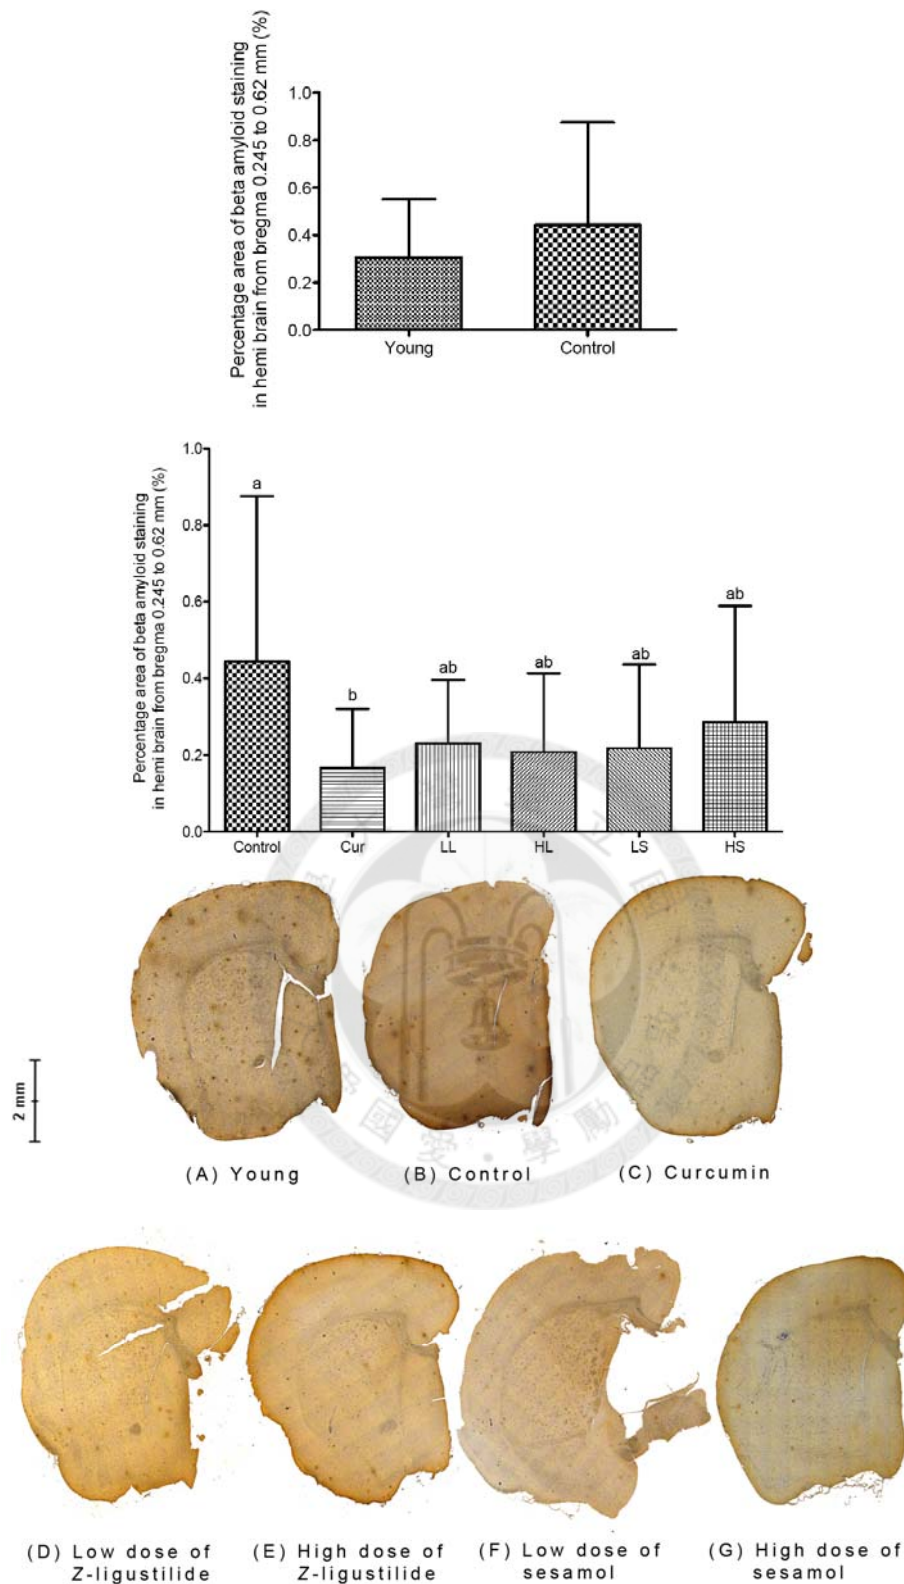 Percentage area of beta amyloid staining
in hemi brain from bregma 0.245 to 0.62 mm (%)
1.0
0.8
0.6
0.4
0.2
0.0
Young
Control
Percentage area of beta amyloid staining
in hemi brain from bregma 0.245 to 0.62 mm (%)
1.0
0.8
0.6
0.4
0.2
0.0
a
b
ab
ab
ab
ab
Control
Cur
LL
HL
LS
HS
2 mm
(A) Young
(B) Control
(C) Curcumin
(D) Low dose of
Z-ligustilide
(E) High dose of
Z-ligustilide
(F) Low dose of
sesamol
(G) High dose of
sesamol